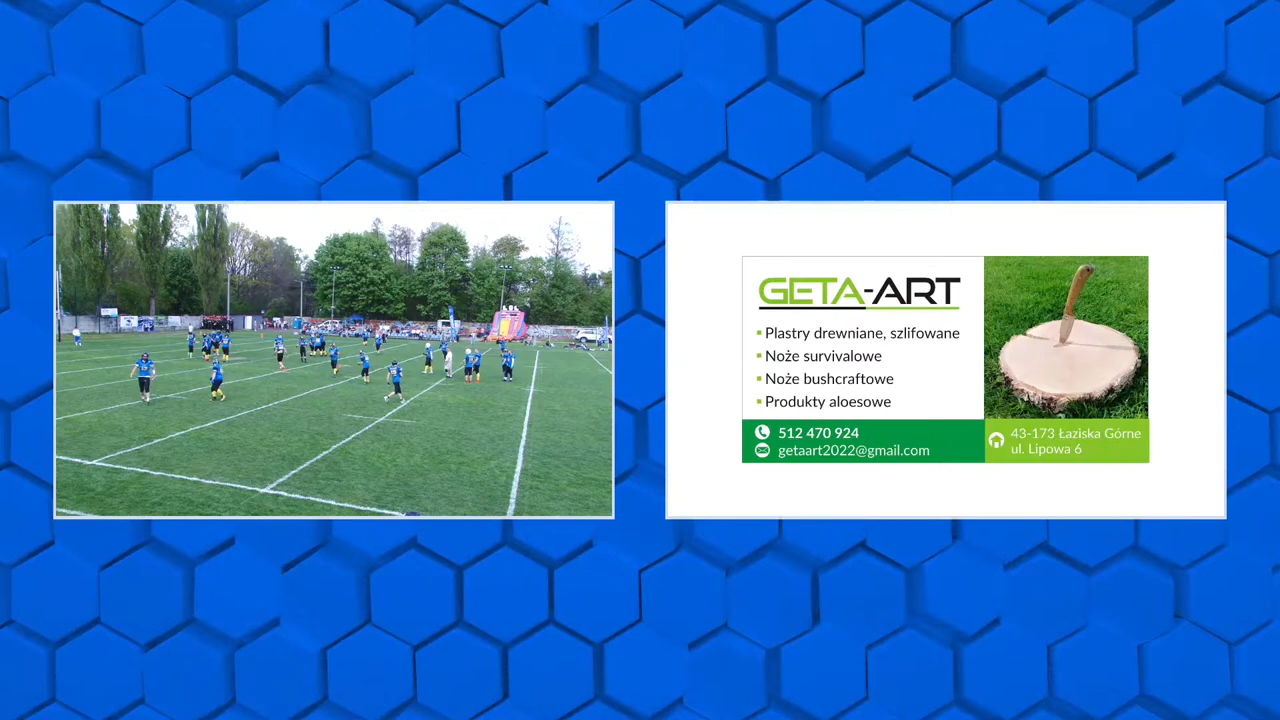 GETA-ART
Plastry drewniane, szlifowane
Noże survivalowe
Noże bushcraftowe
Produkty aloesowe
512 470 924
getaart2022@gmail.com
43-173 Łaziska Górne
ul. Lipowa 6